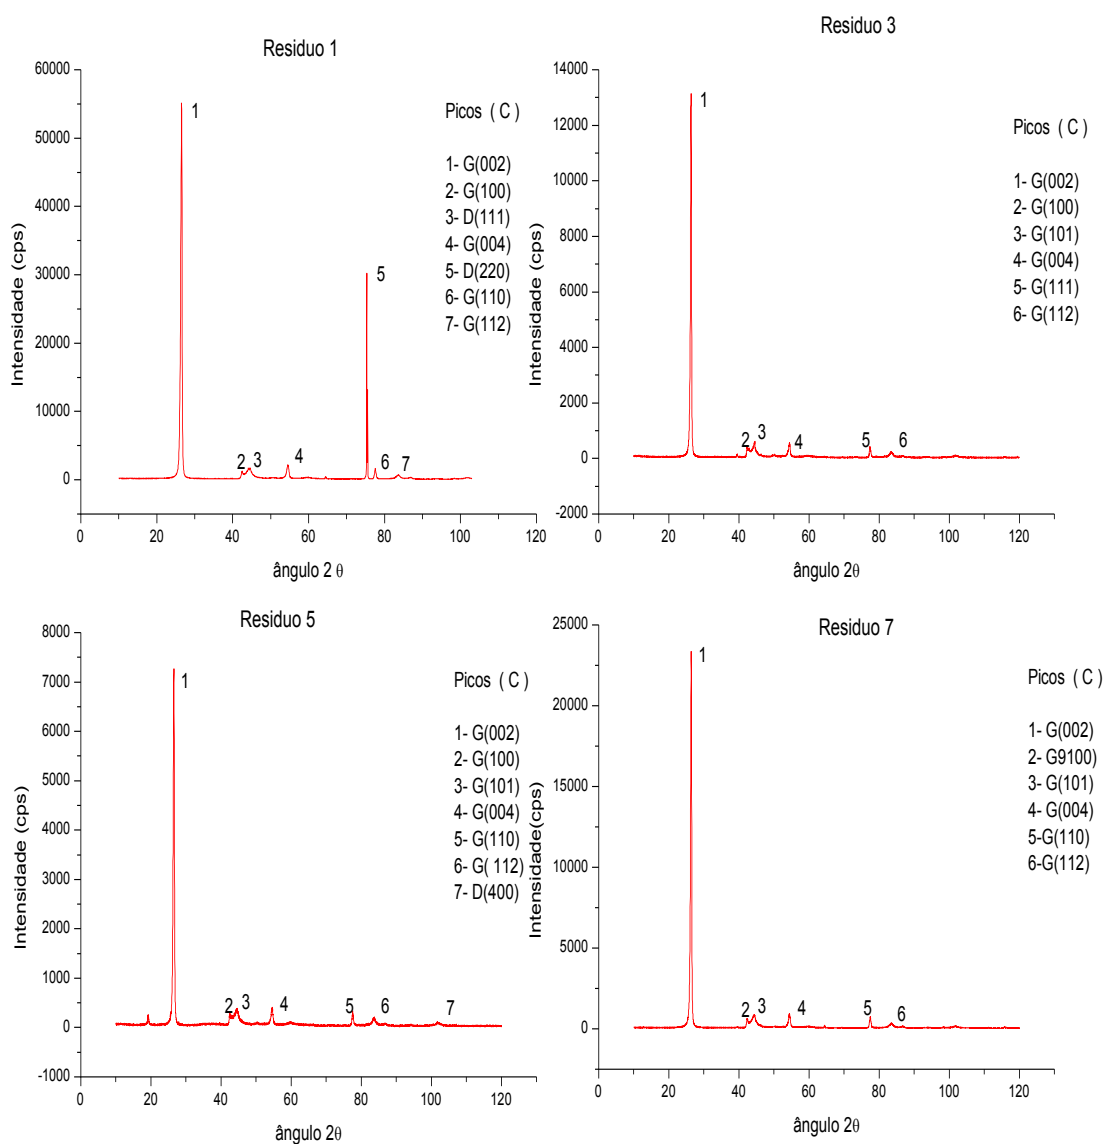 Residuo 1
60000
50000
40000
30000
20000
10000
0
Intensidade (cps)
0 20 40 60 80 100 120
ângulo 2 θ
1
2
3
4
5
6
7
Picos ( C )
1- G(002)
2- G(100)
3- D(111)
4- G(004)
5- D(220)
6- G(110)
7- G(112)
Residuo 3
14000
12000
10000
8000
6000
4000
2000
0
-2000
Intensidade (cps)
0 20 40 60 80 100 120
ângulo 2θ
1
2
3
4
5
6
Picos ( C )
1- G(002)
2- G(100)
3- G(101)
4- G(004)
5- G(111)
6- G(112)
Residuo 5
8000
7000
6000
5000
4000
3000
2000
1000
0
-1000
Intensidade (cps)
0 20 40 60 80 100 120
ângulo 2θ
1
2
3
4
5
6
7
Picos ( C )
1- G(002)
2- G(100)
3- G(101)
4- G(004)
5- G(110)
6- G( 112)
7- D(400)
Residuo 7
25000
20000
15000
10000
5000
0
Intensidade(cps)
0 20 40 60 80 100 120
ângulo 2θ
1
2
3
4
5
6
Picos ( C )
1- G(002)
2- G9100)
3- G(101)
4- G(004)
5-G(110)
6-G(112)